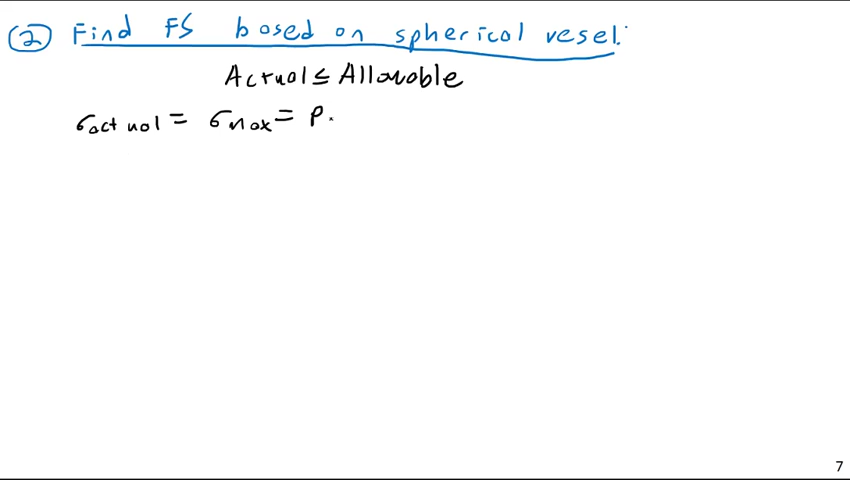 (2) Find FS based on spherical vesel:
Actual ≤ Allowable
σactual = σmax = P.
7